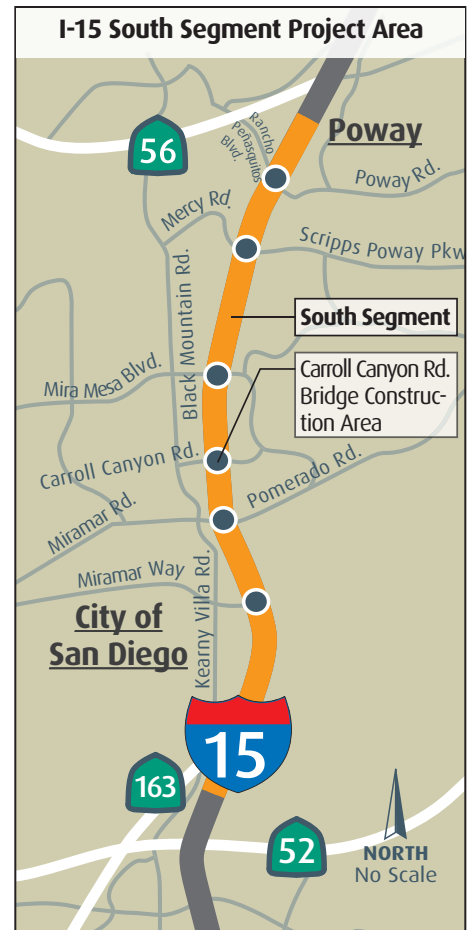 I-15 South Segment Project Area
56
Rancho
Peñasquitos
Blvd.
Poway
Poway Rd.
Mercy Rd.
Scripps Poway Pkw
Black Mountain Rd.
South Segment
Mira Mesa Blvd.
Carroll Canyon Rd.
Bridge Construc-
tion Area
Carroll Canyon Rd.
Pomerado Rd.
Miramar Rd.
Miramar Way
Kearny Villa Rd.
City of
San Diego
15
163
52
NORTH
No Scale